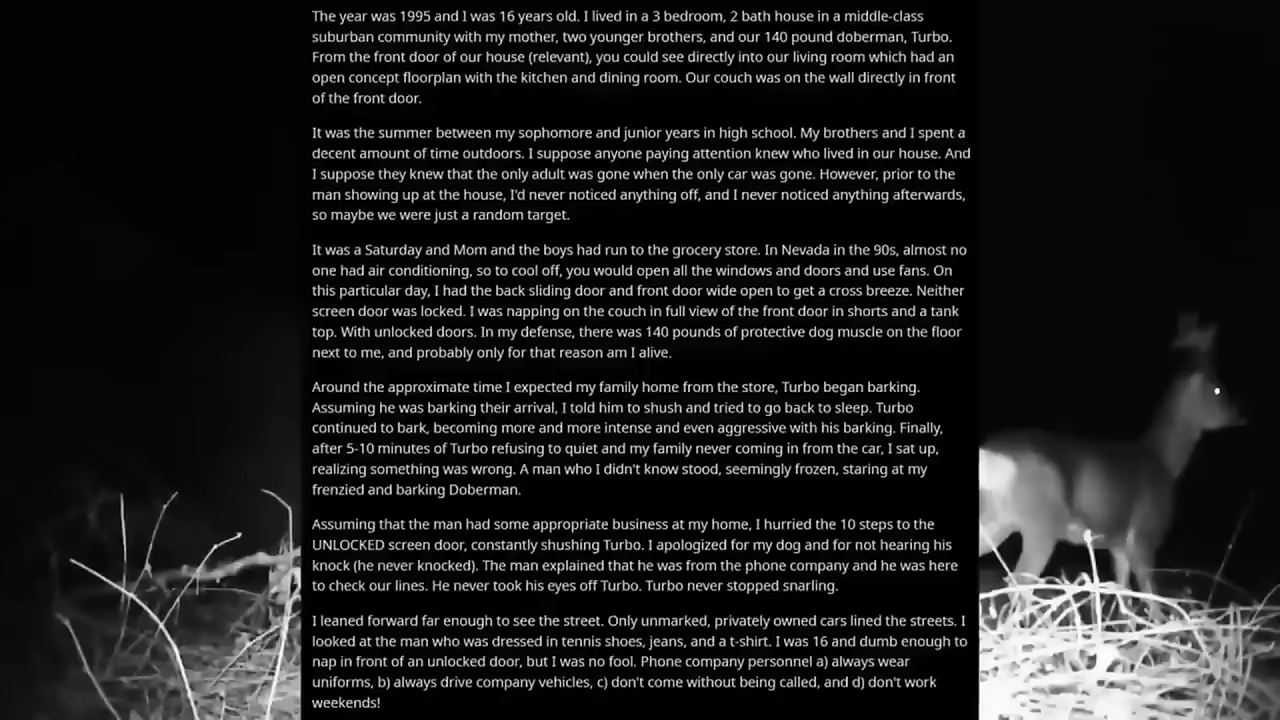 The year was 1995 and I was 16 years old. I lived in a 3 bedroom, 2 bath house in a middle-class
suburban community with my mother, two younger brothers, and our 140 pound doberman, Turbo.
From the front door of our house (relevant), you could see directly into our living room which had an
open concept floorplan with the kitchen and dining room. Our couch was on the wall directly in front
of the front door.
It was the summer between my sophomore and junior years in high school. My brothers and I spent a
decent amount of time outdoors. I suppose anyone paying attention knew who lived in our house. And
I suppose they knew that the only adult was gone when the only car was gone. However, prior to the
man showing up at the house, I'd never noticed anything off, and I never noticed anything afterwards,
so maybe we were just a random target.
It was a Saturday and Mom and the boys had run to the grocery store. In Nevada in the 90s, almost no
one had air conditioning, so to cool off, you would open all the windows and doors and use fans. On
this particular day, I had the back sliding door and front door wide open to get a cross breeze. Neither
screen door was locked. I was napping on the couch in full view of the front door in shorts and a tank
top. With unlocked doors. In my defense, there was 140 pounds of protective dog muscle on the floor
next to me, and probably only for that reason am I alive.
Around the approximate time I expected my family home from the store, Turbo began barking.
Assuming he was barking their arrival, I told him to shush and tried to go back to sleep. Turbo
continued to bark, becoming more and more intense and even aggressive with his barking. Finally,
after 5-10 minutes of Turbo refusing to quiet and my family never coming in from the car, I sat up,
realizing something was wrong. A man who I didn't know stood, seemingly frozen, staring at my
frenzied and barking Doberman.
Assuming that the man had some appropriate business at my home, I hurried the 10 steps to the
UNLOCKED screen door, constantly shushing Turbo. I apologized for my dog and for not hearing his
knock (he never knocked). The man explained that he was from the phone company and he was here
to check our lines. He never took his eyes off Turbo. Turbo never stopped snarling.
I leaned forward far enough to see the street. Only unmarked, privately owned cars lined the streets. I
looked at the man who was dressed in tennis shoes, jeans, and a t-shirt. I was 16 and dumb enough to
nap in front of an unlocked door, but I was no fool. Phone company personnel a) always wear
uniforms, b) always drive company vehicles, c) don't come without being called, and d) don't work
weekends!